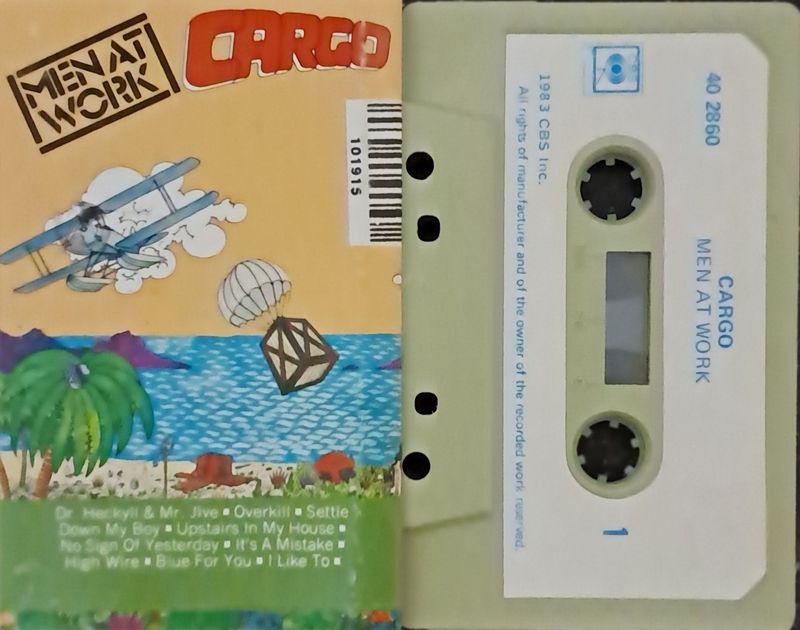 MEN AT
WORK
CARGO
101915
Dr. Heckyll & Mr. Jive ▪ Overkill ▪ Settle
Down My Boy ▪ Upstairs In My House ▪
No Sign Of Yesterday ▪ It's A Mistake ▪
High Wire ▪ Blue For You ▪ I Like To ▪
40 2860
CARGO
MEN AT WORK
1983 CBS Inc.
All rights of manufacturer and of the owner of the recorded work reserved.
1